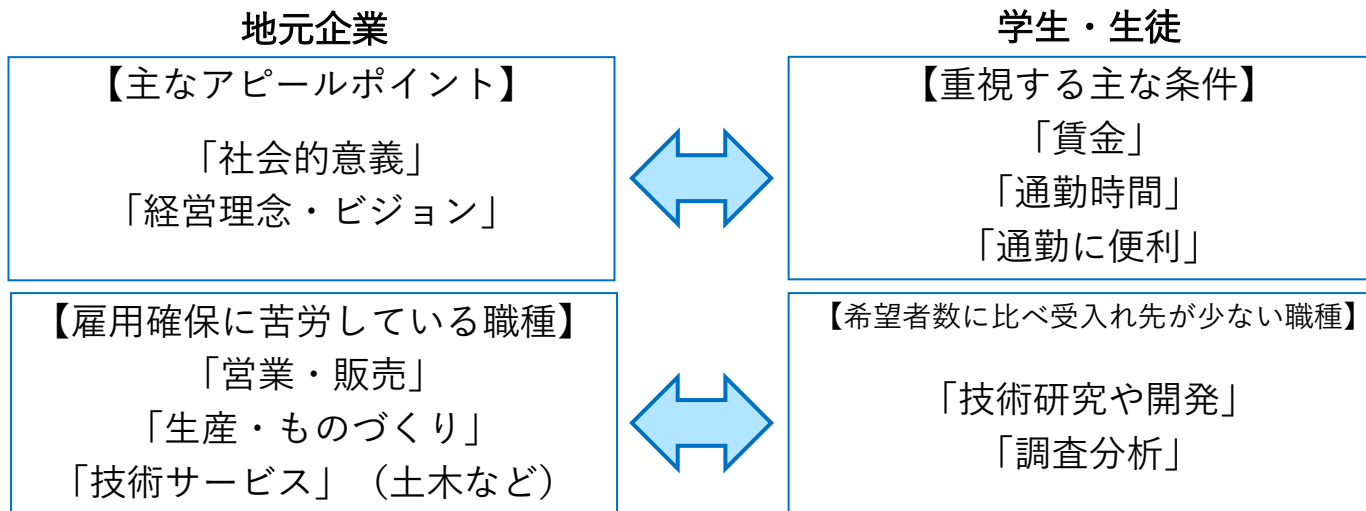 地元企業
【主なアピールポイント】
「社会的意義」
「経営理念・ビジョン」
学生・生徒
【重視する主な条件】
「賃金」
「通勤時間」
「通勤に便利」
【雇用確保に苦労している職種】
「営業・販売」
「生産・ものづくり」
「技術サービス」（土木など）
【希望者数に比べ受入れ先が少ない職種】
「技術研究や開発」
「調査分析」